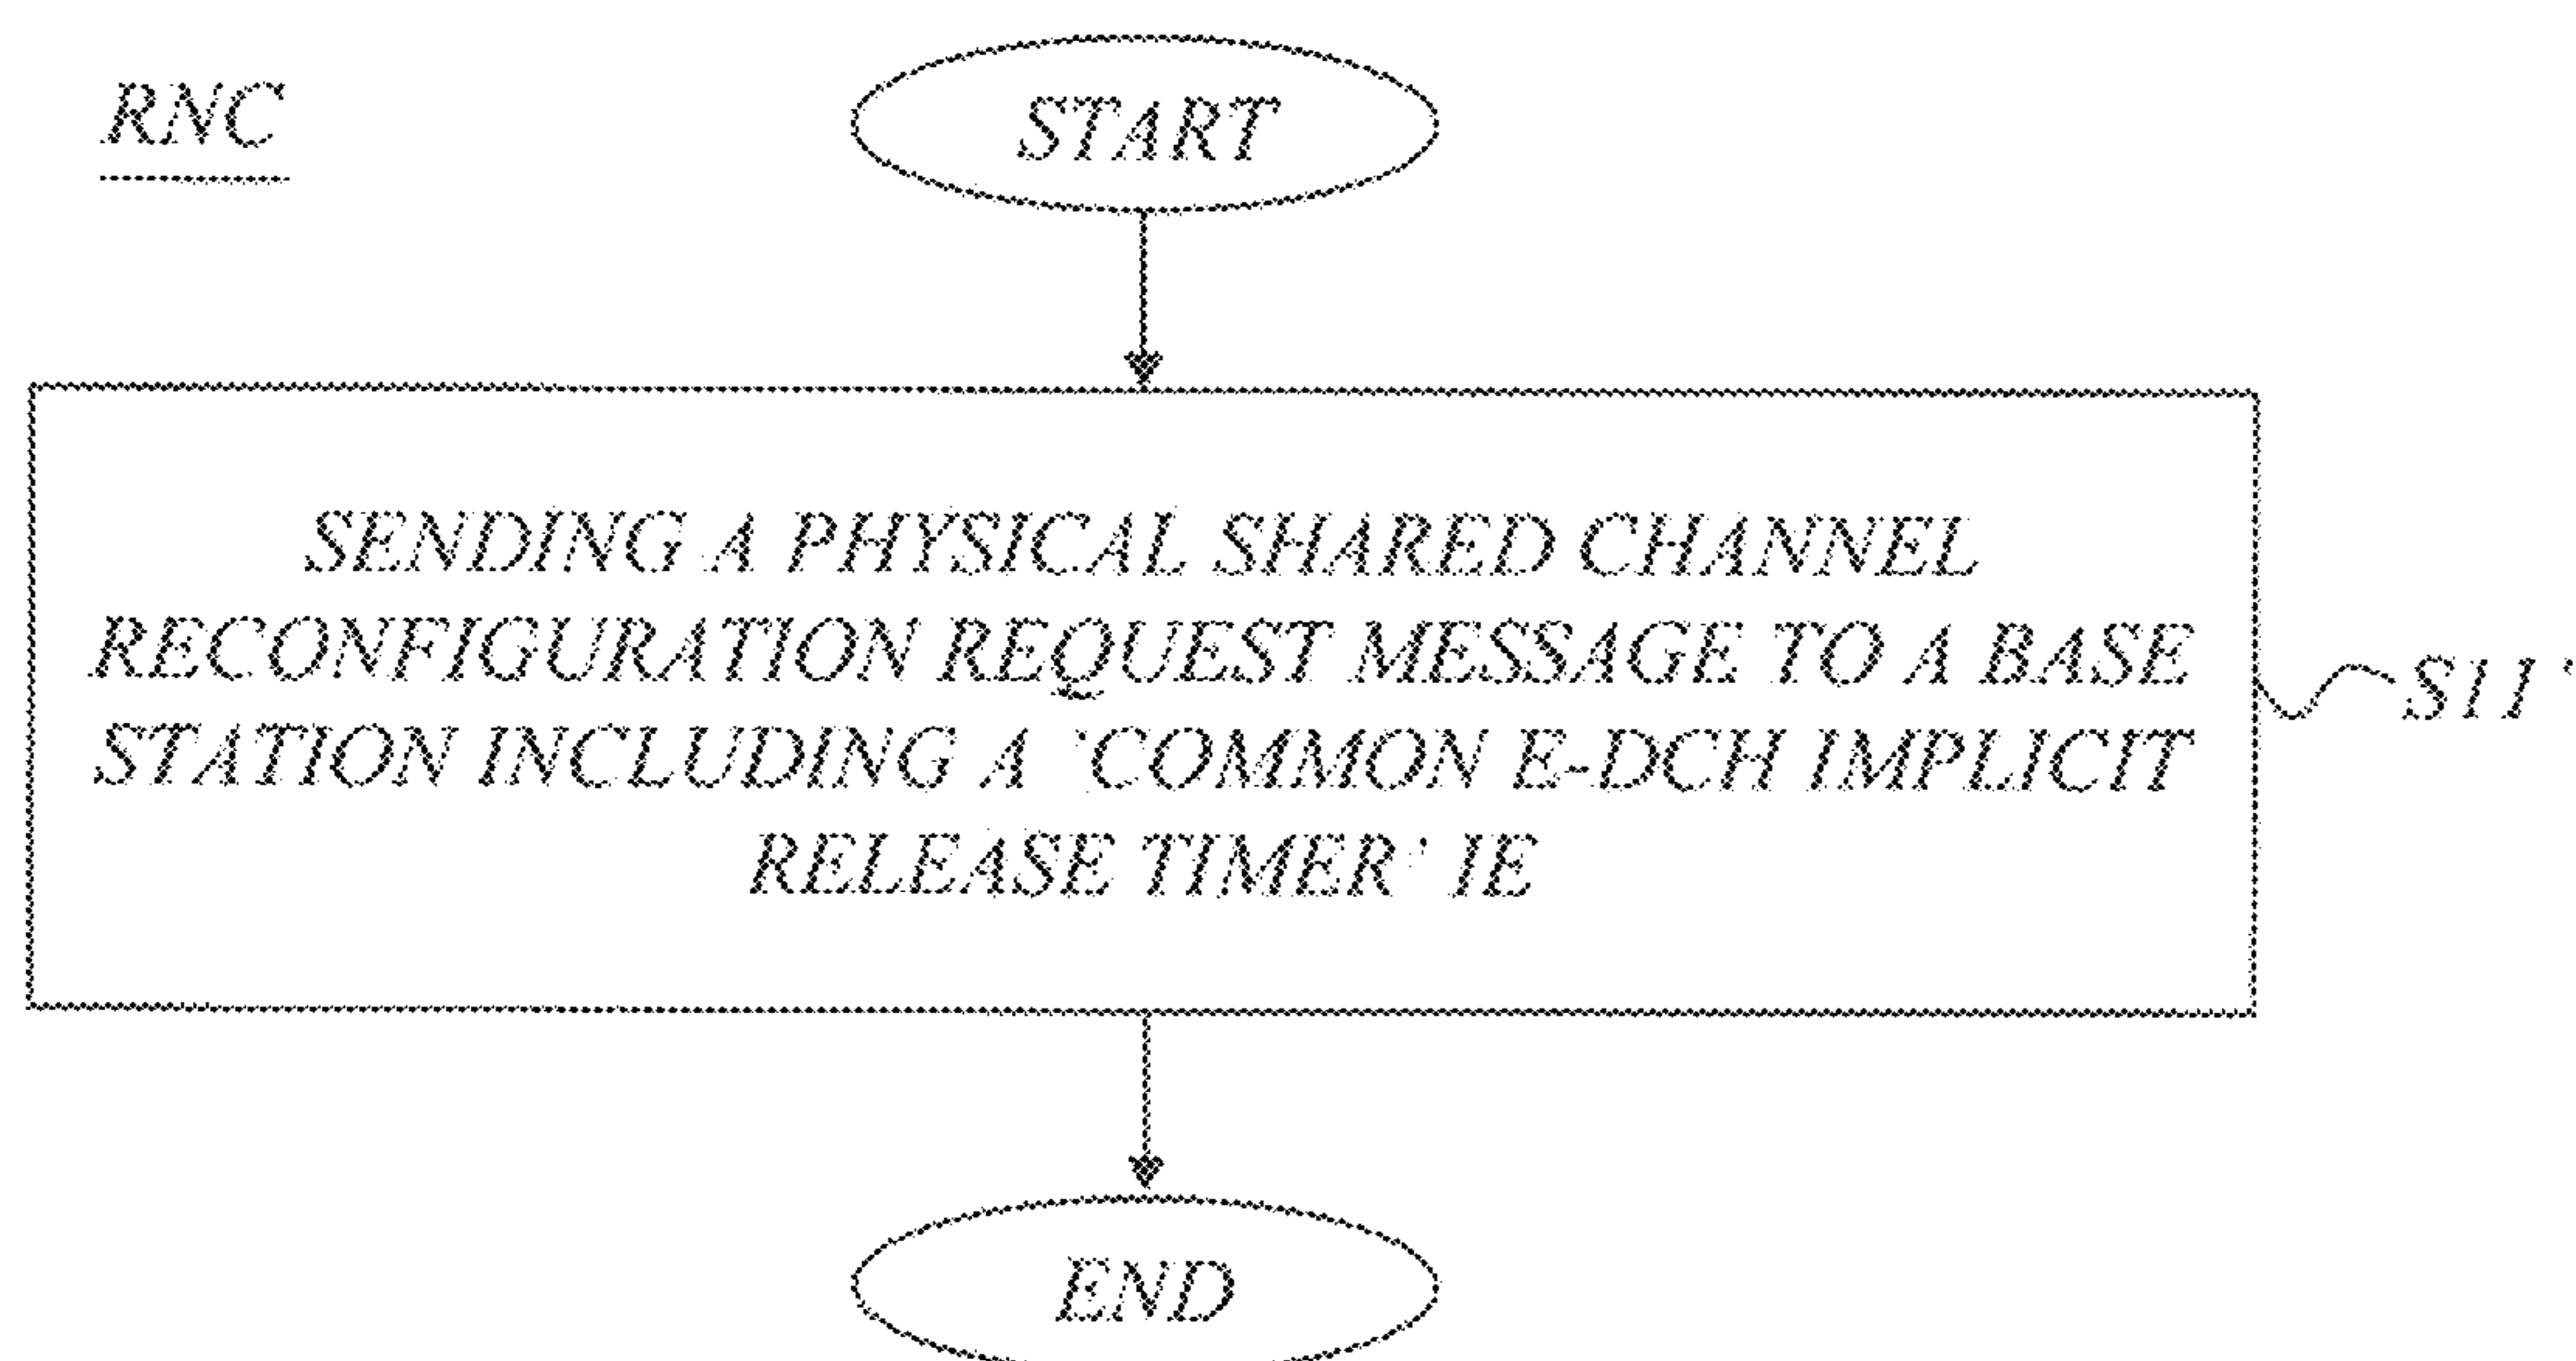 RNC
START
SENDING A PHYSICAL SHARED CHANNEL
RECONFIGURATION REQUEST MESSAGE TO A BASE
STATION INCLUDING A 'COMMON E-DCH IMPLICIT
RELEASE TIMER' IE
S11'
END